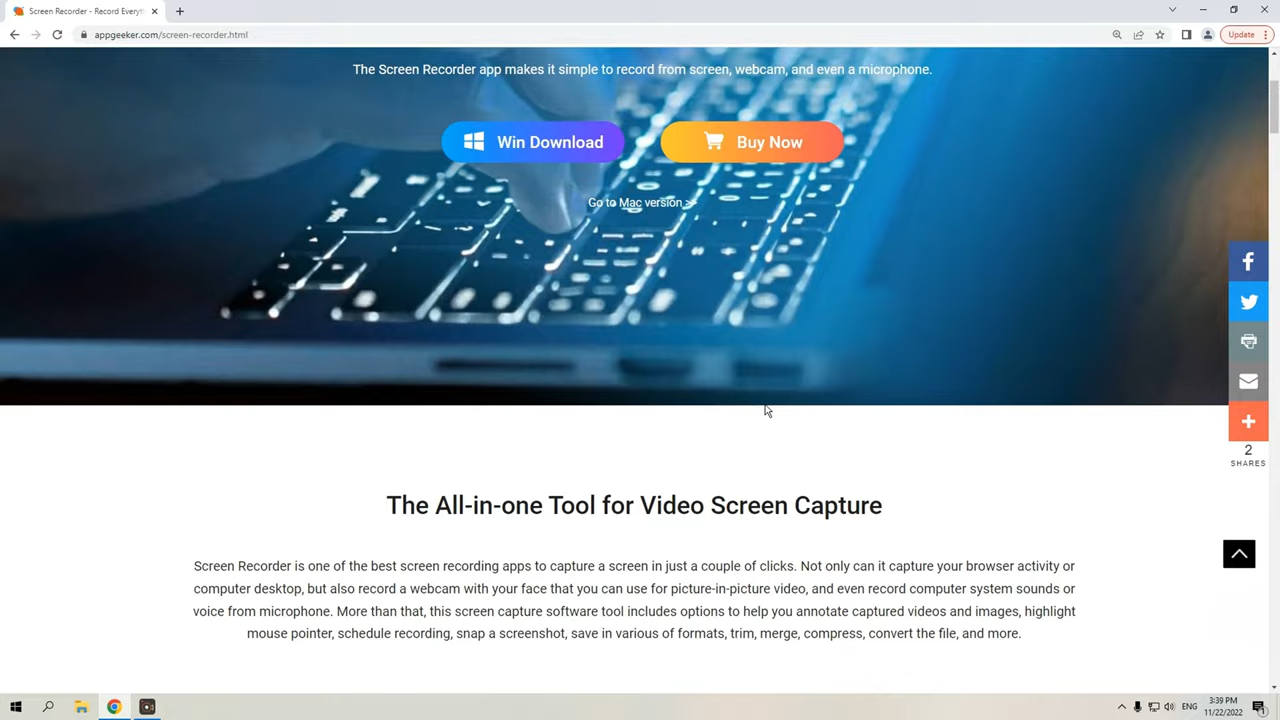 Screen Recorder - Record Everyt
appgeeker.com/screen-recorder.html
Update
The Screen Recorder app makes it simple to record from screen, webcam, and even a microphone.
Win Download
Buy Now
Go to Mac version >>
2
SHARES
The All-in-one Tool for Video Screen Capture
Screen Recorder is one of the best screen recording apps to capture a screen in just a couple of clicks. Not only can it capture your browser activity or
computer desktop, but also record a webcam with your face that you can use for picture-in-picture video, and even record computer system sounds or
voice from microphone. More than that, this screen capture software tool includes options to help you annotate captured videos and images, highlight
mouse pointer, schedule recording, snap a screenshot, save in various of formats, trim, merge, compress, convert the file, and more.
ENG
3:39 PM
11/22/2022
1